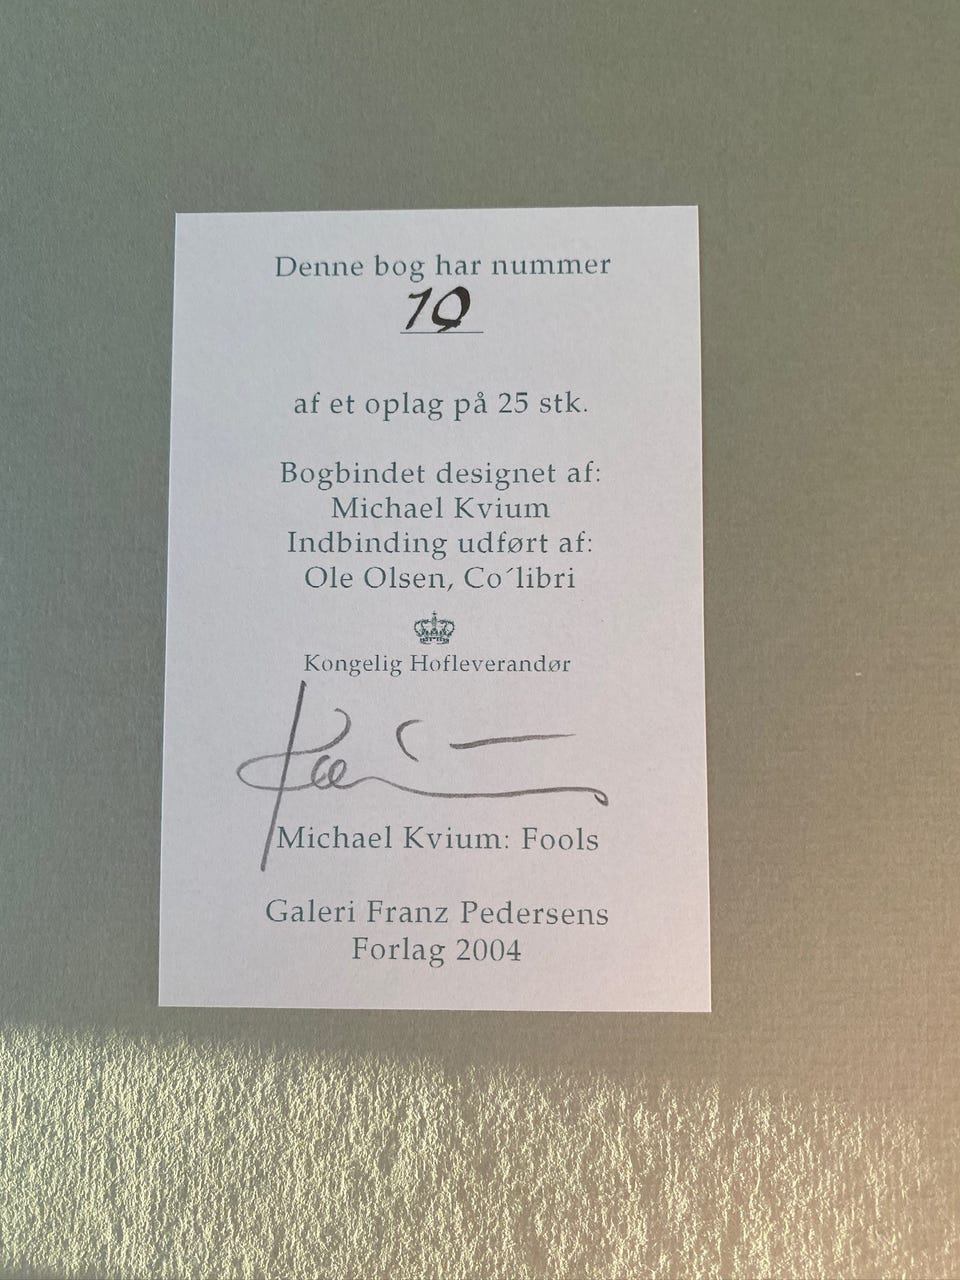 Denne bog har nummer
10
af et oplag på 25 stk.
Bogbindet designet af:
Michael Kvium
Indbinding udført af:
Ole Olsen, Co´libri
Kongelig Hofleverandør
Michael Kvium: Fools
Galeri Franz Pedersens
Forlag 2004